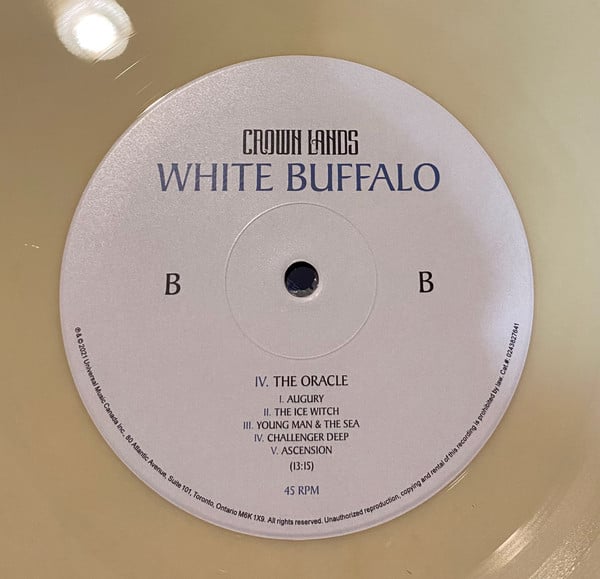 CROWN LANDS
WHITE BUFFALO
B
B
IV. THE ORACLE
I. AUGURY
II. THE ICE WITCH
III. YOUNG MAN & THE SEA
IV. CHALLENGER DEEP
V. ASCENSION
(13:15)
45 RPM
℗ & © 2021 Universal Music Canada Inc., 80 Atlantic Avenue, Suite 101, Toronto, Ontario M6K 1X9. All rights reserved. Unauthorized reproduction, copying and rental of this recording is prohibited by law. Cat.#: 0243827641